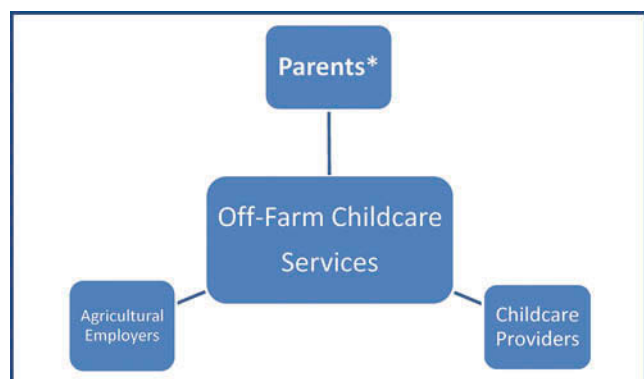 Parents*
Off-Farm Childcare
Services
Agricultural
Employers
Childcare
Providers